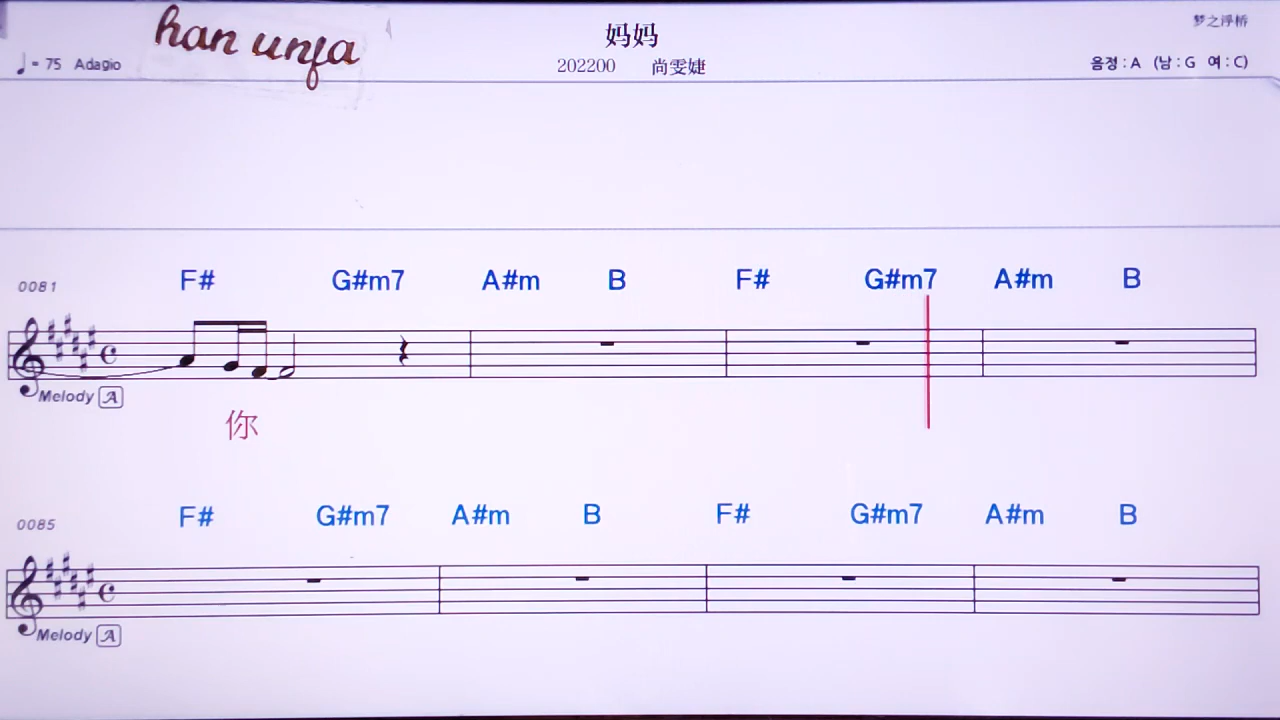 han unfa
妈妈
梦之浮桥
♩= 75 Adagio
202200 尚雯婕
음정 : A (남 : G 여 : C)
F# G#m7 A#m B F# G#m7 A#m B
0081
Melody A
你
F# G#m7 A#m B F# G#m7 A#m B
0085
Melody A